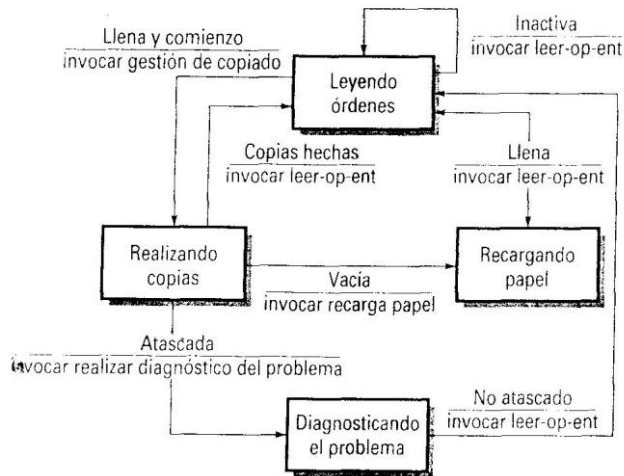 Llena y comienzo
invocar gestión de copiado
Inactiva
invocar leer-op-ent
Leyendo
órdenes
Copias hechas
invocar leer-op-ent
Llena
invocar leer-op-ent
Realizando
copias
Recargando
papel
Vacía
invocar recarga papel
Atascada
invocar realizar diagnóstico del problema
No atascado
invocar leer-op-ent
Diagnosticando
el problema